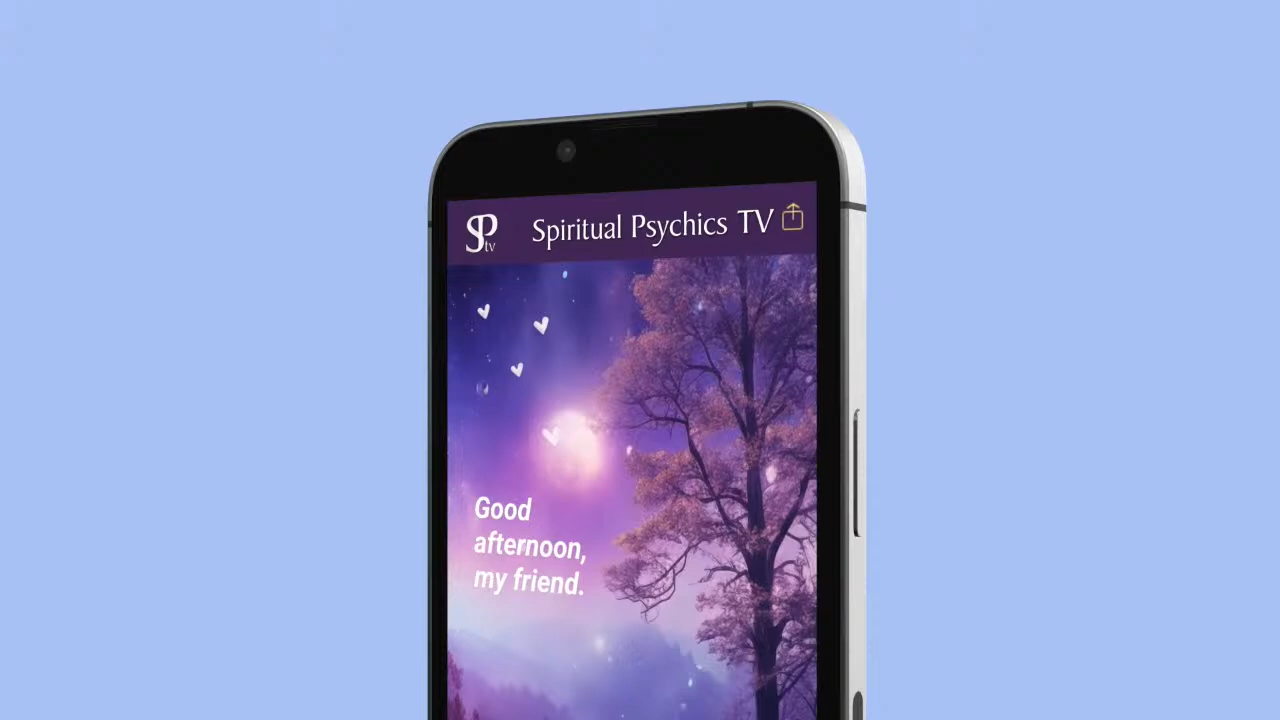 SP
tv
Spiritual Psychics TV
Good
afternoon,
my friend.